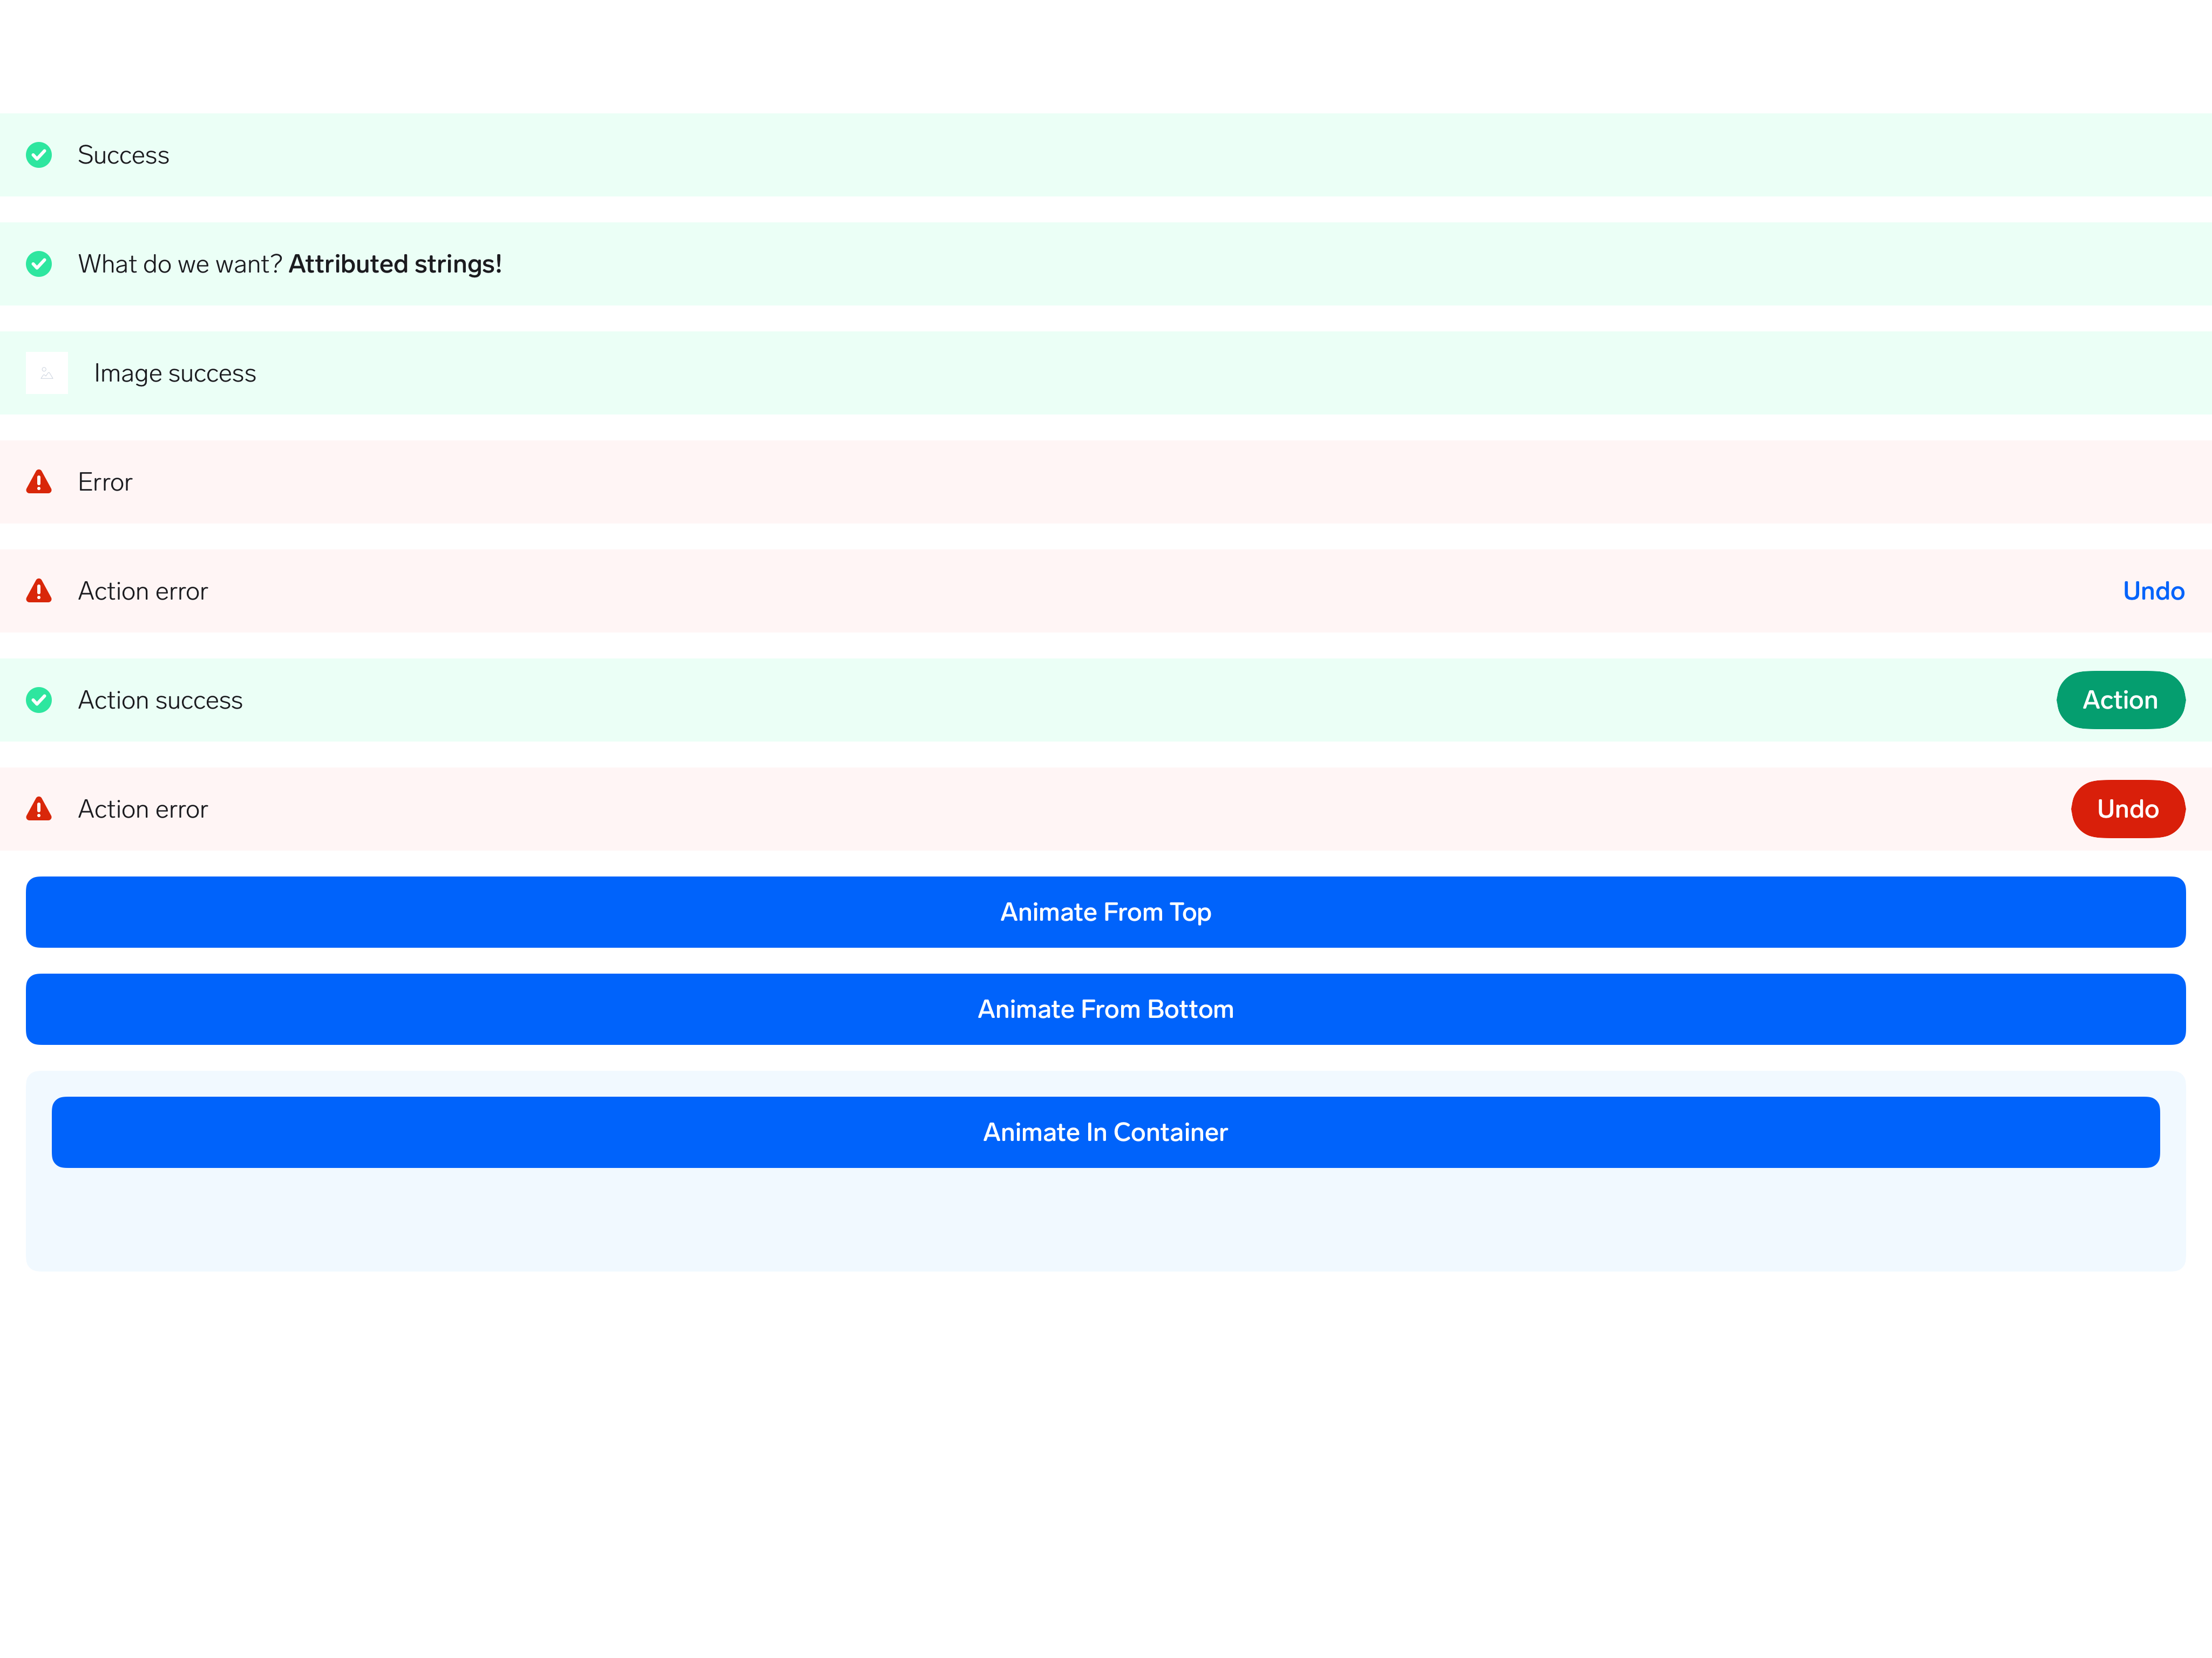 Success
What do we want? Attributed strings!
Image success
Error
Action error Undo
Action success Action
Action error Undo
Animate From Top
Animate From Bottom
Animate In Container